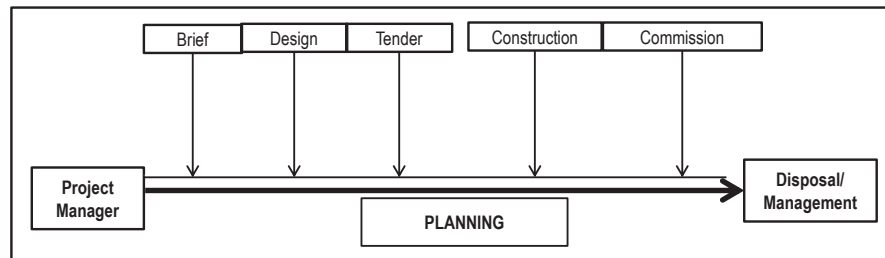 Brief
Design
Tender
Construction
Commission
Project
Manager
Disposal/
Management
PLANNING